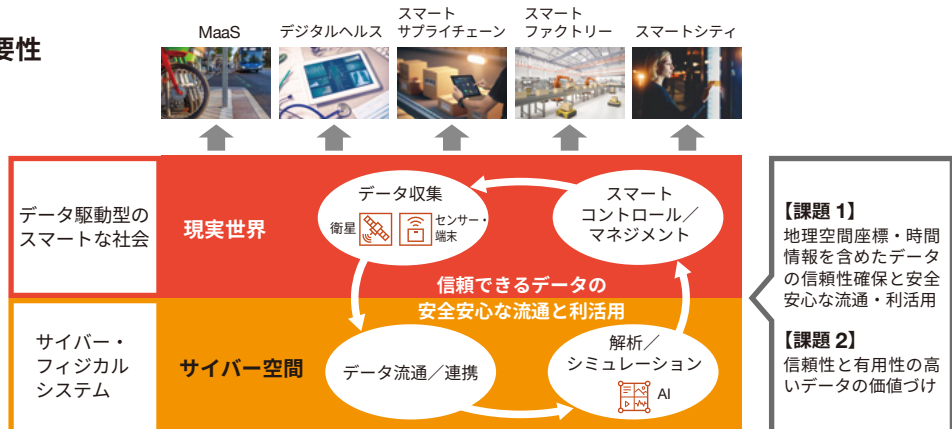 要性
MaaS
デジタルヘルス
スマート
サプライチェーン
スマート
ファクトリー
スマートシティ
データ駆動型の
スマートな社会
現実世界
データ収集
衛星
センサー・
端末
スマート
コントロール／
マネジメント
信頼できるデータの
安全安心な流通と利活用
サイバー・
フィジカル
システム
サイバー空間
データ流通／連携
解析／
シミュレーション
AI
【課題 1】
地理空間座標・時間
情報を含めたデータ
の信頼性確保と安全
安心な流通・利活用
【課題 2】
信頼性と有用性の高
いデータの価値づけ